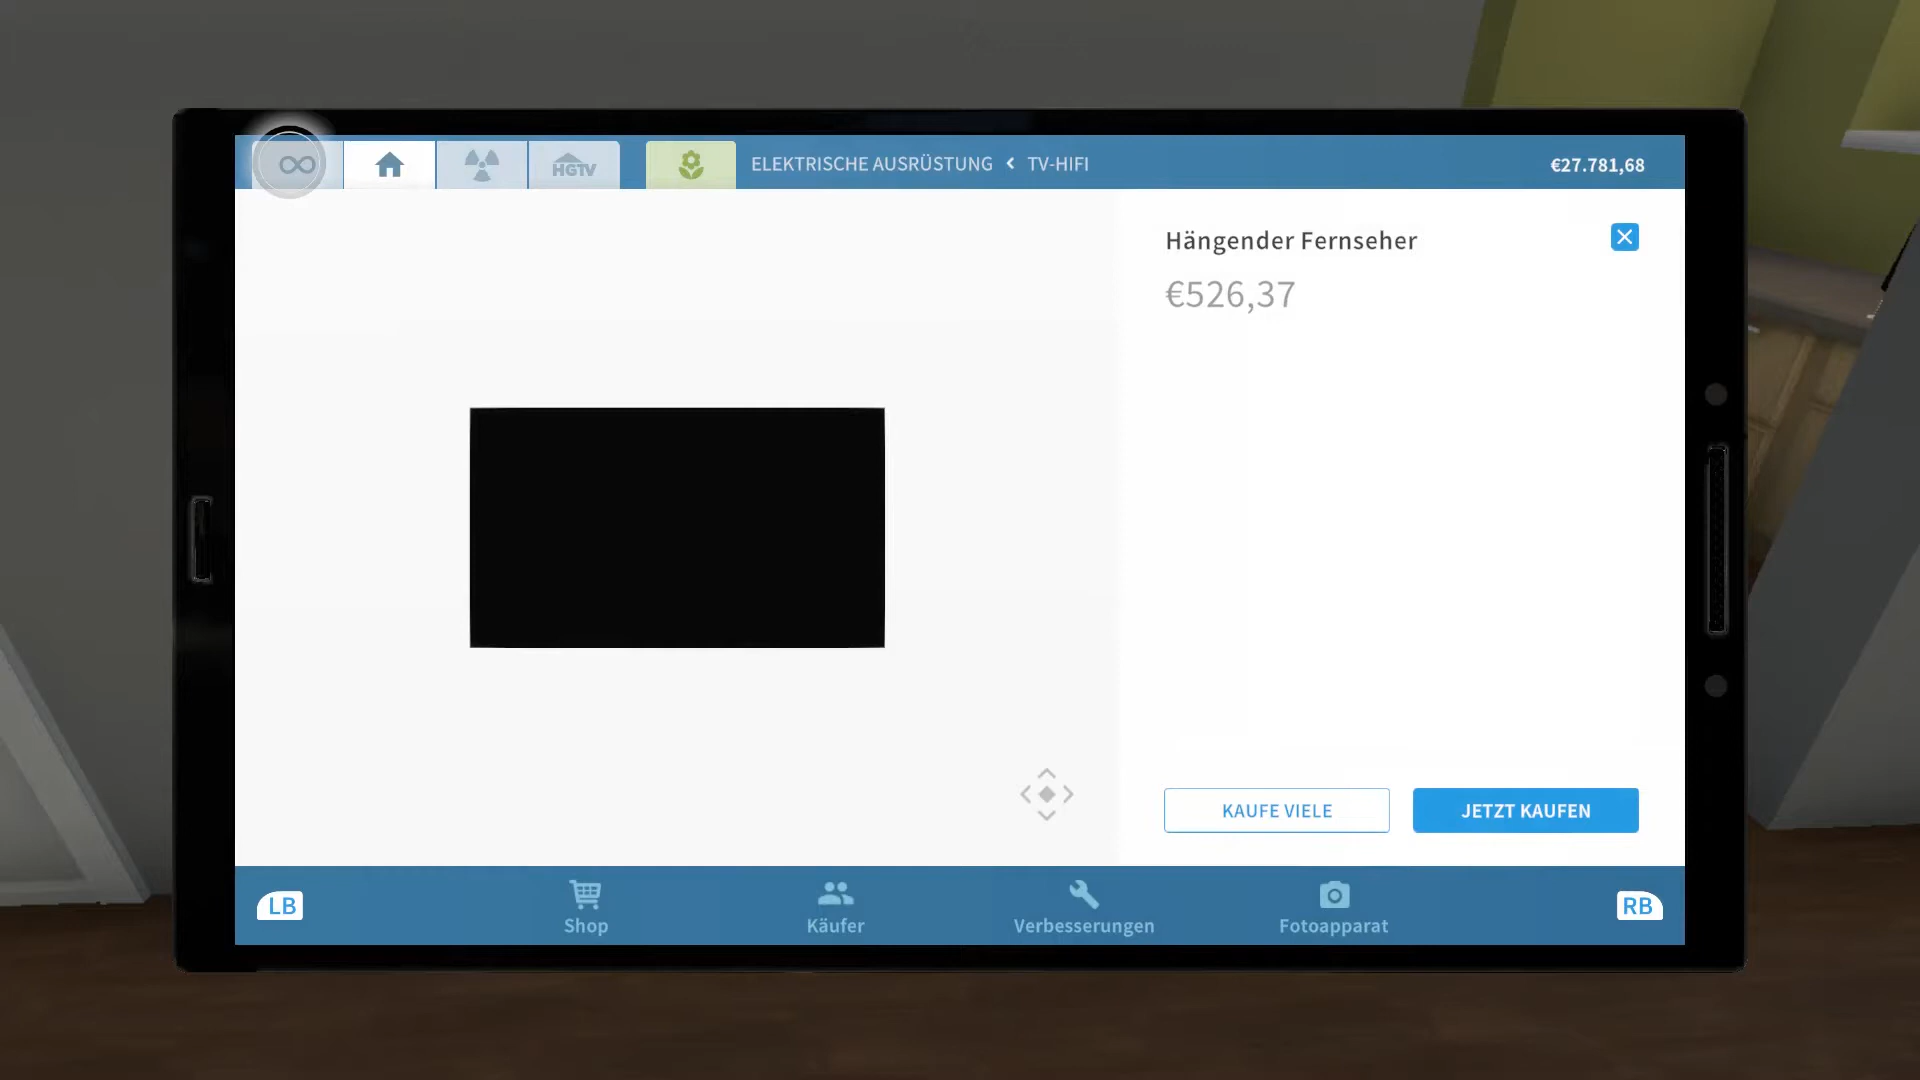 HGTV
ELEKTRISCHE AUSRÜSTUNG < TV-HIFI
€27.781,68
Hängender Fernseher
€526,37
KAUFE VIELE
JETZT KAUFEN
LB
Shop
Käufer
Verbesserungen
Fotoapparat
RB